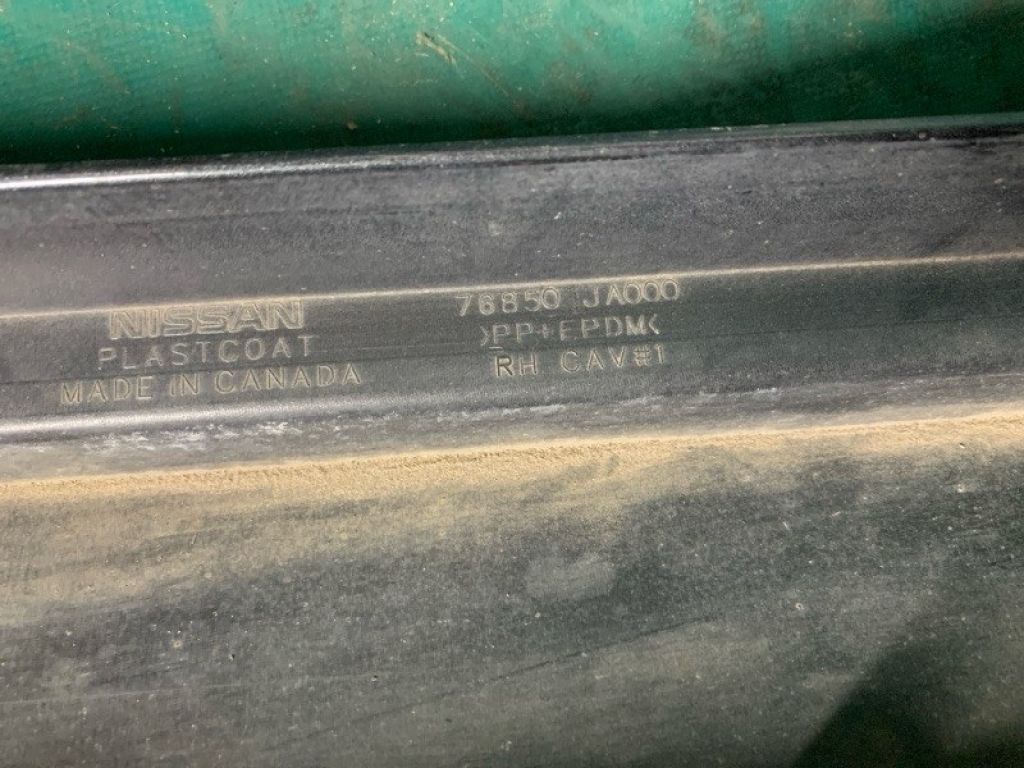 NISSAN
PLASTCOAT
MADE IN CANADA
76850 JA000
>PP+EPDM<
RH CAV#1